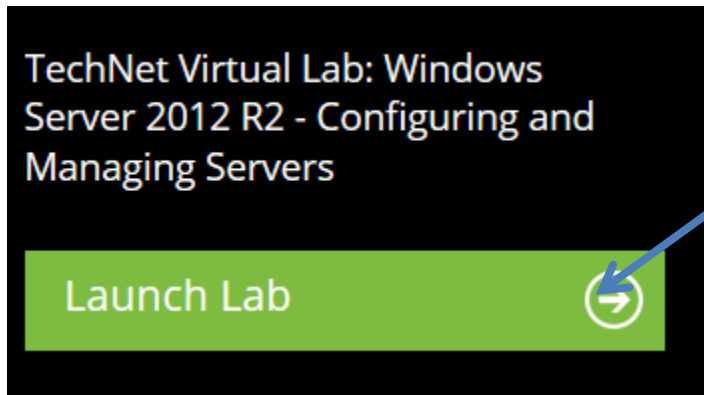 TechNet Virtual Lab: Windows
Server 2012 R2 - Configuring and
Managing Servers
Launch Lab